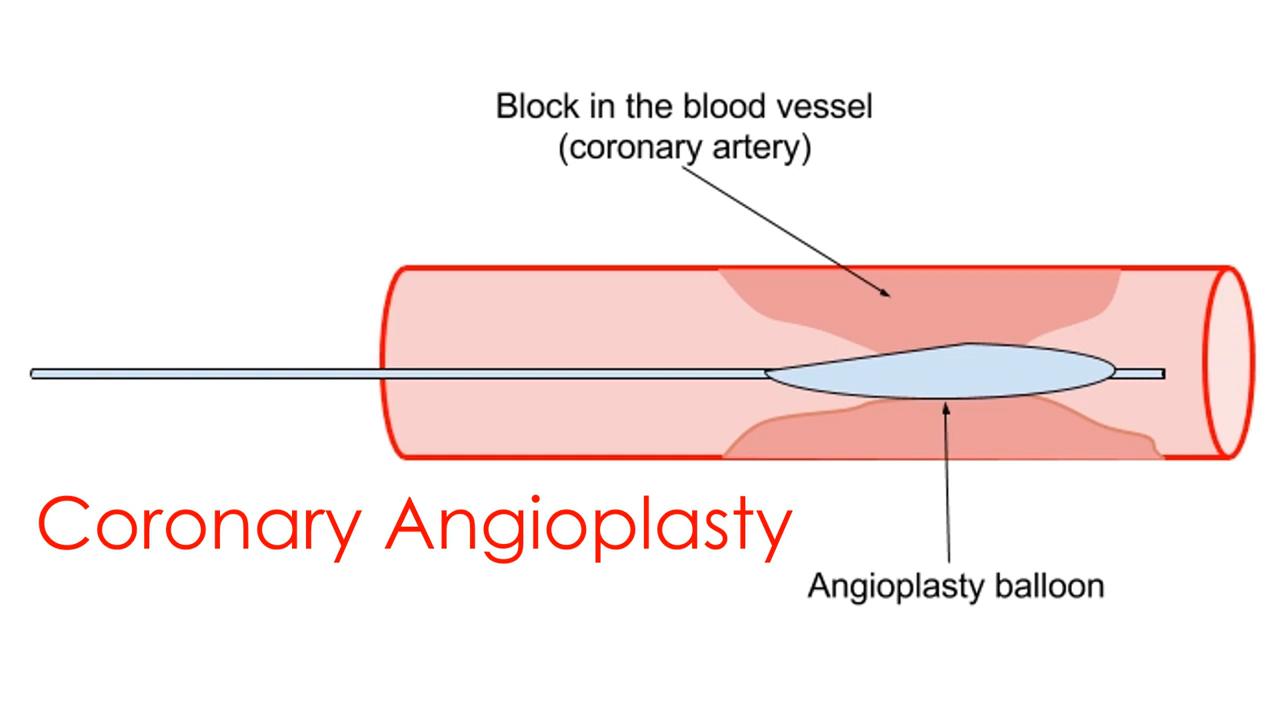 Block in the blood vessel
(coronary artery)
Coronary Angioplasty
Angioplasty balloon